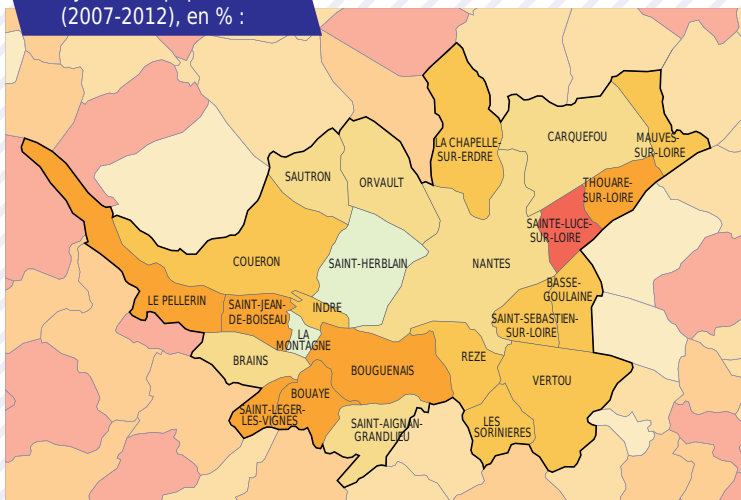 (2007-2012), en % :
LA CHAPELLE-
SUR-ERDRE
CARQUEFOU
MAUVES-
SUR-LOIRE
SAUTRON
ORVAULT
THOUARE-
SUR-LOIRE
SAINTE-LUCE-
SUR-LOIRE
COUERON
SAINT-HERBLAIN
NANTES
BASSE-
GOULAINE
LE PELLERIN
SAINT-JEAN-
DE-BOISEAU
INDRE
SAINT-SEBASTIEN-
SUR-LOIRE
LA
MONTAGNE
BRAINS
BOUGUENAIS
REZE
VERTOU
BOUAYE
SAINT-LEGER-
LES-VIGNES
SAINT-AIGNAN-
GRANDLIEU
LES
SORINIERES